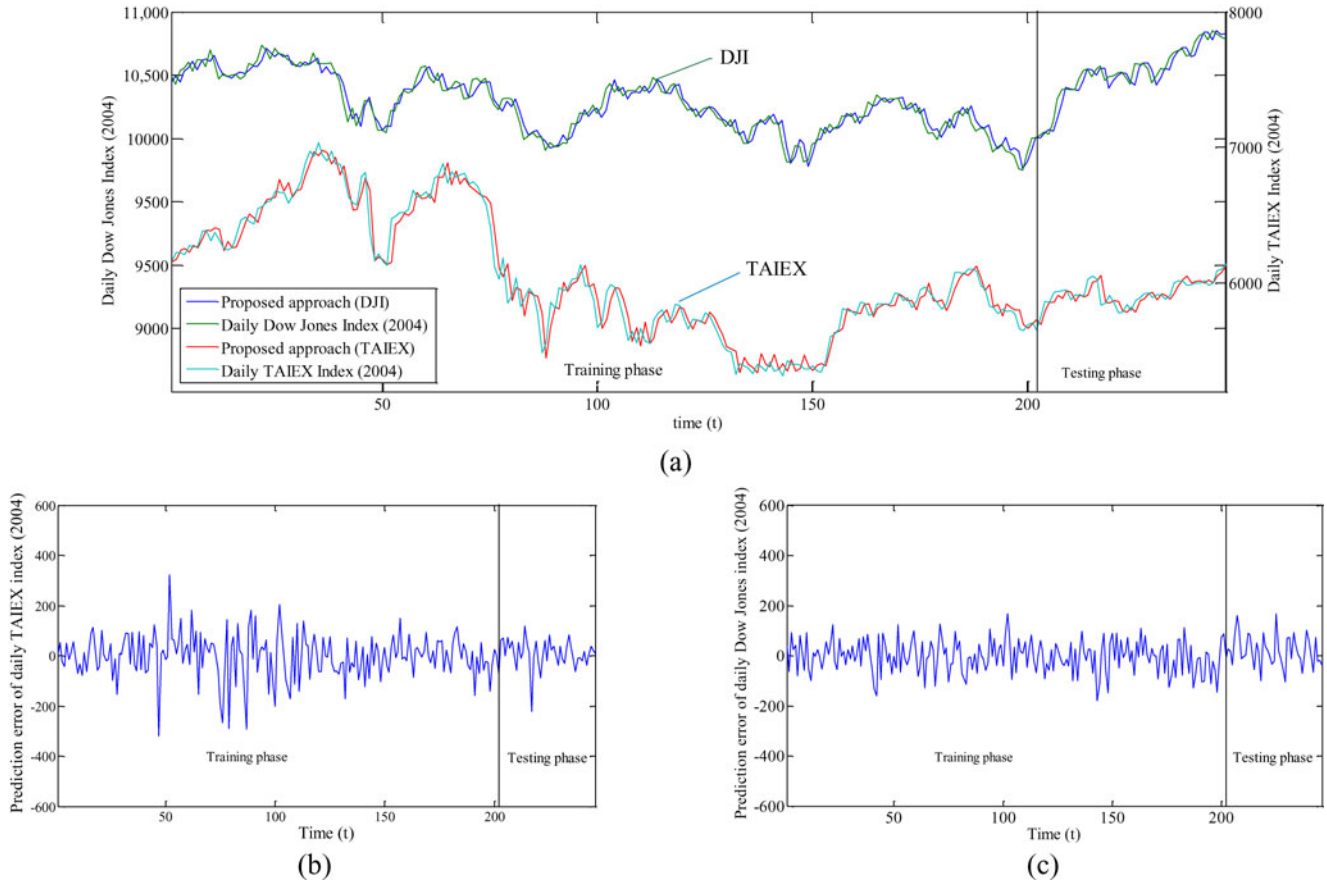 11,000
10,500
10000
9500
9500
9000
Daily Dow Jones Index (2004)
8000
7000
6000
Daily TAIEX Index (2004)
DJI
TAIEX
Proposed approach (DJI)
Daily Dow Jones Index (2004)
Proposed approach (TAIEX)
Daily TAIEX Index (2004)
Training phase
Testing phase
50 100 150 200
time (t)
(a)
Prediction error of daily TAIEX index (2004)
600
400
200
0
-200
-400
-600
Training phase
Testing phase
50 100 150 200
Time (t)
(b)
Prediction error of daily Dow Jones index (2004)
600
400
200
0
-200
-400
-600
Training phase
Testing phase
50 100 150 200
Time (t)
(c)